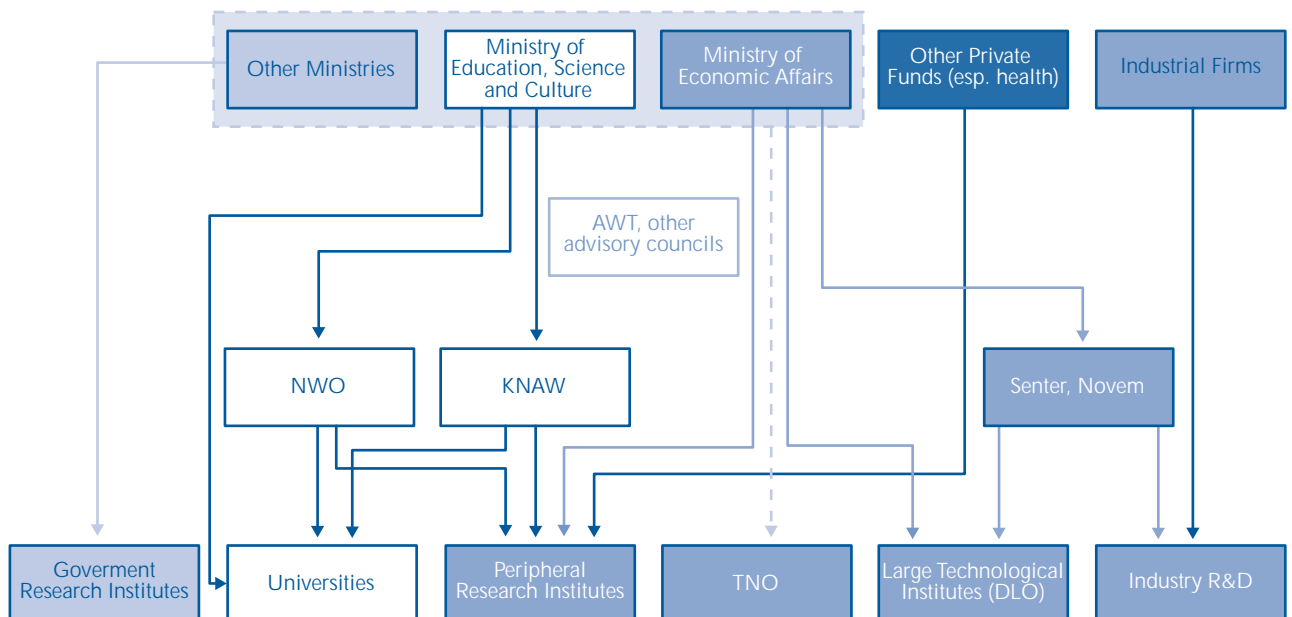 Other Ministries
Ministry of
Education, Science
and Culture
Ministry of
Economic Affairs
Other Private
Funds (esp. health)
Industrial Firms
AWT, other
advisory councils
NWO
KNAW
Senter, Novem
Goverment
Research Institutes
Universities
Peripheral
Research Institutes
TNO
Large Technological
Institutes (DLO)
Industry R&D